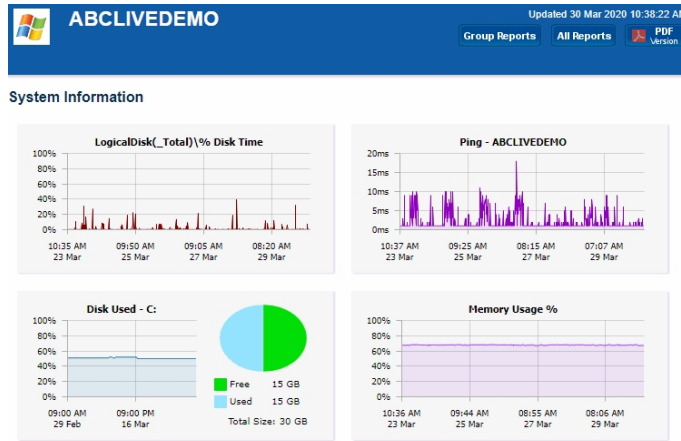 ABCLIVEDEMO
Updated 30 Mar 2020 10:38:22
Group Reports
All Reports
PDF
Version
System Information
LogicalDisk(_Total)\% Disk Time
100%
80%
60%
40%
20%
0%
10:35 AM 09:50 AM 09:05 AM 08:20 AM
23 Mar 25 Mar 27 Mar 29 Mar
Ping - ABCLIVEDEMO
20ms
15ms
10ms
5ms
0ms
10:37 AM 09:25 AM 08:15 AM 07:07 AM
23 Mar 25 Mar 27 Mar 29 Mar
Disk Used - C:
100%
80%
60%
40%
20%
0%
09:00 AM 09:00 PM
29 Feb 16 Mar
Free 15 GB
Used 15 GB
Total Size: 30 GB
Memory Usage %
100%
80%
60%
40%
20%
0%
10:36 AM 09:44 AM 08:55 AM 08:06 AM
23 Mar 25 Mar 27 Mar 29 Mar